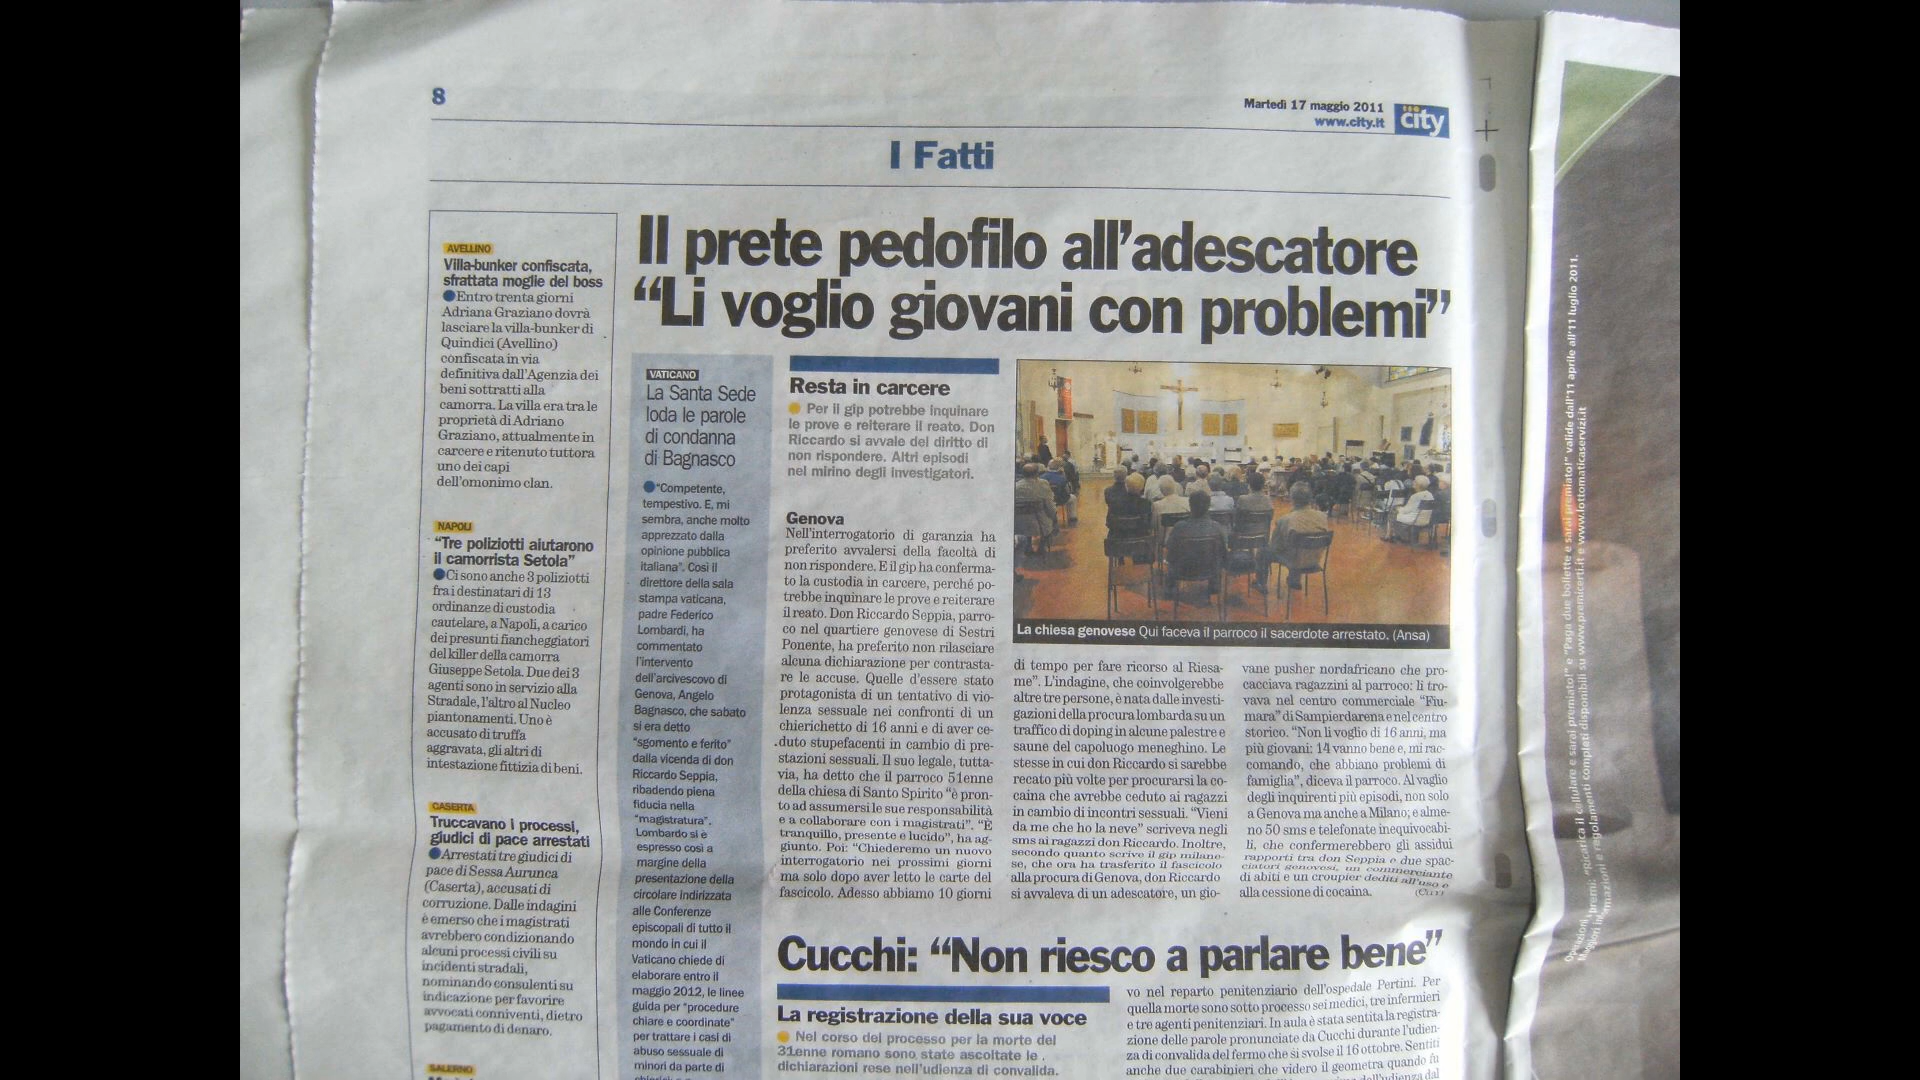 8
Martedì 17 maggio 2011
www.city.it
city
I Fatti
AVELLINO
Villa-bunker confiscata,
sfrattata moglie del boss
Entro trenta giorni
Adriana Graziano dovrà
lasciare la villa-bunker di
Quindici (Avellino)
confiscata in via
definitiva dall'Agenzia dei
beni sottratti alla
camorra. La villa era tra le
proprietà di Adriano
Graziano, attualmente in
carcere e ritenuto tuttora
uno dei capi
dell'omonimo clan.
NAPOLI
“Tre poliziotti aiutarono
il camorrista Setola”
Ci sono anche 3 poliziotti
fra i destinatari di 13
ordinanze di custodia
cautelare, a Napoli, a carico
dei presunti fiancheggiatori
del killer della camorra
Giuseppe Setola. Due dei 3
agenti sono in servizio alla
Stradale, l'altro al Nucleo
piantonamenti. Uno è
accusato di truffa
aggravata, gli altri di
intestazione fittizia di beni.
CASERTA
Truccavano i processi,
giudici di pace arrestati
Arrestati tre giudici di
pace di Sessa Aurunca
(Caserta), accusati di
corruzione. Dalle indagini
è emerso che i magistrati
avrebbero condizionando
alcuni processi civili su
incidenti stradali,
nominando consulenti su
indicazione per favorire
avvocati conniventi, dietro
pagamento di denaro.
SALERNO
Il prete pedofilo all'adescatore
“Li voglio giovani con problemi”
VATICANO
La Santa Sede
loda le parole
di condanna
di Bagnasco
“Competente,
tempestivo. E, mi
sembra, anche molto
apprezzato dalla
opinione pubblica
italiana”. Così il
direttore della sala
stampa vaticana,
padre Federico
Lombardi, ha
commentato
l'intervento
dell'arcivescovo di
Genova, Angelo
Bagnasco, che sabato
si era detto
“sgomento e ferito”
dalla vicenda di don
Riccardo Seppia,
ribadendo piena
fiducia nella
“magistratura”.
Lombardo si è
espresso così a
margine della
presentazione della
circolare indirizzata
alle Conferenze
episcopali di tutto il
mondo in cui il
Vaticano chiede di
elaborare entro il
maggio 2012, le linee
guida per “procedure
chiare e coordinate”
per trattare i casi di
abuso sessuale di
minori da parte di
Resta in carcere
Per il gip potrebbe inquinare
le prove e reiterare il reato. Don
Riccardo si avvale del diritto di
non rispondere. Altri episodi
nel mirino degli investigatori.
Genova
Nell'interrogatorio di garanzia ha
preferito avvalersi della facoltà di
non rispondere. E il gip ha conferma-
to la custodia in carcere, perché po-
trebbe inquinare le prove e reiterare
il reato. Don Riccardo Seppia, parro-
co nel quartiere genovese di Sestri
Ponente, ha preferito non rilasciare
alcuna dichiarazione per contrasta-
re le accuse. Quelle d'essere stato
protagonista di un tentativo di vio-
lenza sessuale nei confronti di un
chierichetto di 16 anni e di aver ce-
duto stupefacenti in cambio di pre-
stazioni sessuali. Il suo legale, tutta-
via, ha detto che il parroco 51enne
della chiesa di Santo Spirito “è pron-
to ad assumersi le sue responsabilità
e a collaborare con i magistrati”. “È
tranquillo, presente e lucido”, ha ag-
giunto. Poi: “Chiederemo un nuovo
interrogatorio nei prossimi giorni
ma solo dopo aver letto le carte del
fascicolo. Adesso abbiamo 10 giorni
La chiesa genovese Qui faceva il parroco il sacerdote arrestato. (Ansa)
di tempo per fare ricorso al Riesa-
me”. L'indagine, che coinvolgerebbe
altre tre persone, è nata dalle investi-
gazioni della procura lombarda su un
traffico di doping in alcune palestre e
saune del capoluogo meneghino. Le
stesse in cui don Riccardo si sarebbe
recato più volte per procurarsi la co-
caina che avrebbe ceduto ai ragazzi
in cambio di incontri sessuali. “Vieni
da me che ho la neve” scriveva negli
sms ai ragazzi don Riccardo. Inoltre,
secondo quanto scrive il gip milane-
se, che ora ha trasferito il fascicolo
alla procura di Genova, don Riccardo
si avvaleva di un adescatore, un gio-
vane pusher nordafricano che pro-
cacciava ragazzini al parroco: li tro-
vava nel centro commerciale “Fiu-
mara” di Sampierdarena e nel centro
storico. “Non li voglio di 16 anni, ma
più giovani: 14 vanno bene e, mi rac-
comando, che abbiano problemi di
famiglia”, diceva il parroco. Al vaglio
degli inquirenti più episodi, non solo
a Genova ma anche a Milano; e alme-
no 50 sms e telefonate inequivocabi-
li, che confermerebbero gli assidui
rapporti tra don Seppia e due spac-
ciatori genovesi, un commerciante
di abiti e un croupier dediti all'uso e
alla cessione di cocaina.
(City)
Cucchi: “Non riesco a parlare bene”
La registrazione della sua voce
Nel corso del processo per la morte del
31enne romano sono state ascoltate le
dichiarazioni rese nell'udienza di convalida.
vo nel reparto penitenziario dell'ospedale Pertini. Per
quella morte sono sotto processo sei medici, tre infermieri
e tre agenti penitenziari. In aula è stata sentita la registra-
zione delle parole pronunciate da Cucchi durante l'udien-
za di convalida del fermo che si svolse il 16 ottobre. Sentiti
anche due carabinieri che videro il geometra quando fu
dell'udienza dal
premi: “Ricarica il cellulare e sarai premiato!” e “Paga due bollette e sarai premiato!” valide dall'11 aprile all'11 luglio 2011.
regolamenti completi disponibili su www.premicerti.it e www.lottomaticaservizi.it